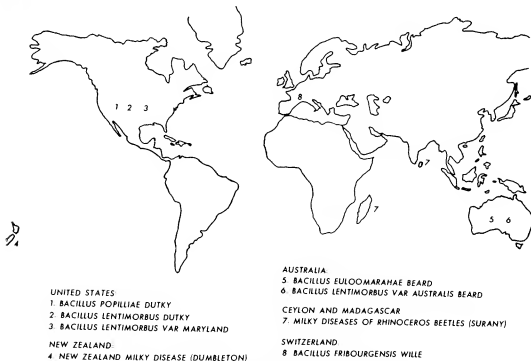 1 2 3
8
7
7
5 6
4
UNITED STATES
1. BACILLUS POPILLIAE DUTKY
2. BACILLUS LENTIMORBUS DUTKY
3. BACILLUS LENTIMORBUS VAR MARYLAND
NEW ZEALAND
4. NEW ZEALAND MILKY DISEASE (DUMBLETON)
AUSTRALIA
5. BACILLUS EULOOMARAHAE BEARD
6. BACILLUS LENTIMORBUS VAR AUSTRALIS BEARD
CEYLON AND MADAGASCAR
7. MILKY DISEASES OF RHINOCEROS BEETLES (SURANY)
SWITZERLAND
8 BACILLUS FRIBOURGENSIS WILLE